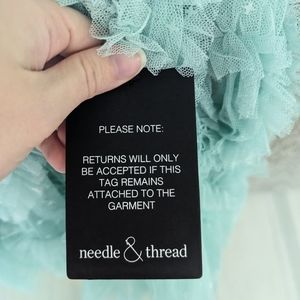 PLEASE NOTE:
RETURNS WILL ONLY
BE ACCEPTED IF THIS
TAG REMAINS
ATTACHED TO THE
GARMENT
needle & thread